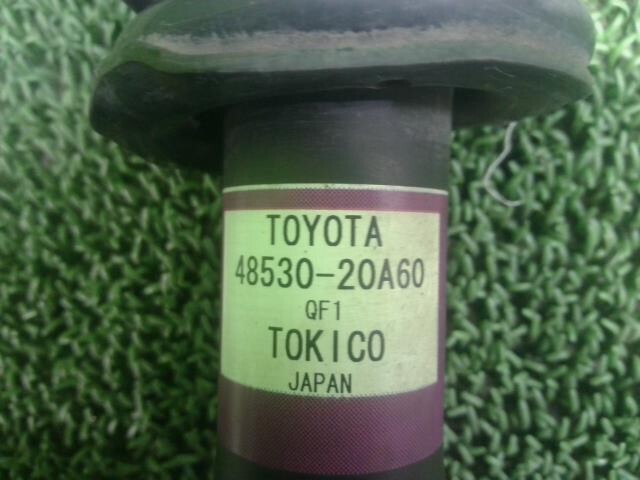 TOYOTA
48530-20A60
QF1
TOKICO
JAPAN